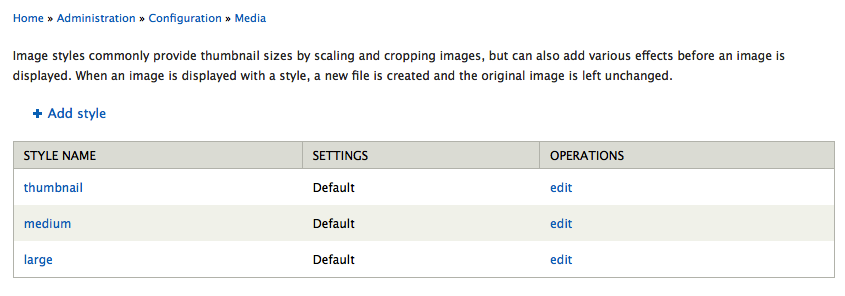 Home » Administration » Configuration » Media
Image styles commonly provide thumbnail sizes by scaling and cropping images, but can also add various effects before an image is
displayed. When an image is displayed with a style, a new file is created and the original image is left unchanged.
+ Add style
STYLE NAME SETTINGS OPERATIONS
thumbnail Default edit
medium Default edit
large Default edit